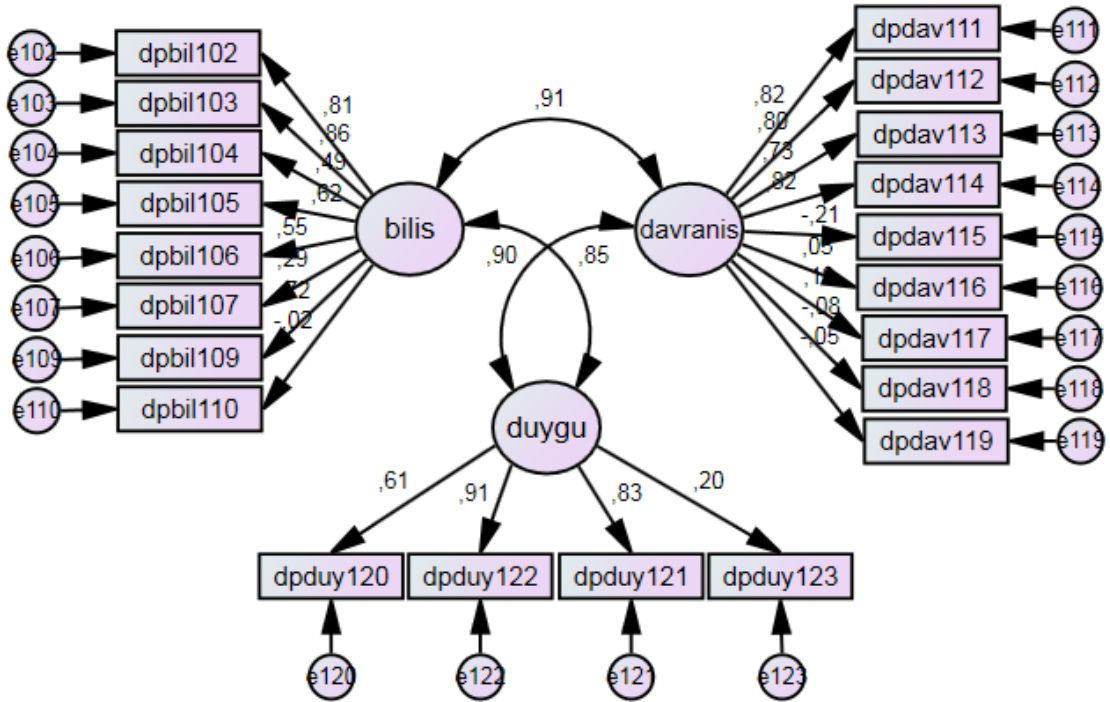 e102
dpbil102
e103
dpbil103
e104
dpbil104
e105
dpbil105
e106
dpbil106
e107
dpbil107
e109
dpbil109
e110
dpbil110
,81
,86
,49
,62
,55
,29
-,02
bilis
,91
,90
,85
davranis
,82
,80
,73
-,21
,05
-,08
-,05
dpdav111
e111
dpdav112
e112
dpdav113
e113
dpdav114
e114
dpdav115
e115
dpdav116
e116
dpdav117
e117
dpdav118
e118
dpdav119
e119
duygu
,61
,91
,83
,20
dpduy120
dpduy122
dpduy121
dpduy123
e120
e122
e121
e123